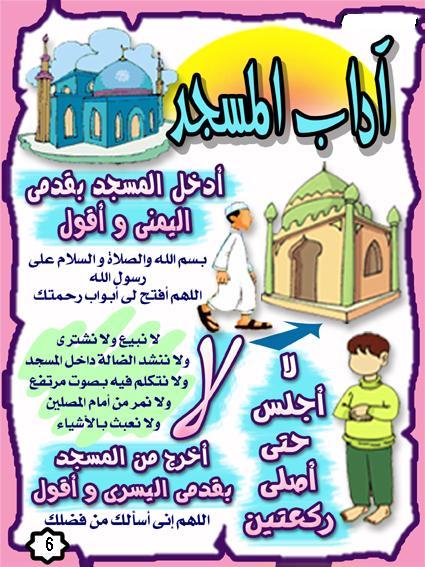 آداب المسجد
أدخل المسجد بقدمى
اليمنى و أقول
بسم الله والصلاة و السلام على
رسول الله
اللهم أفتح لى أبواب رحمتك
لا
لا نبيع ولا نشترى
ولا ننشد الضالة داخل المسجد
ولا نتكلم فيه بصوت مرتفع
ولا نمر من أمام المصلين
ولا نعبث بالأشياء
لا
أجلس
حتى
أصلى
ركعتين
أخرج من المسجد
بقدمى اليسرى و أقول
اللهم إنى أسألك من فضلك
6